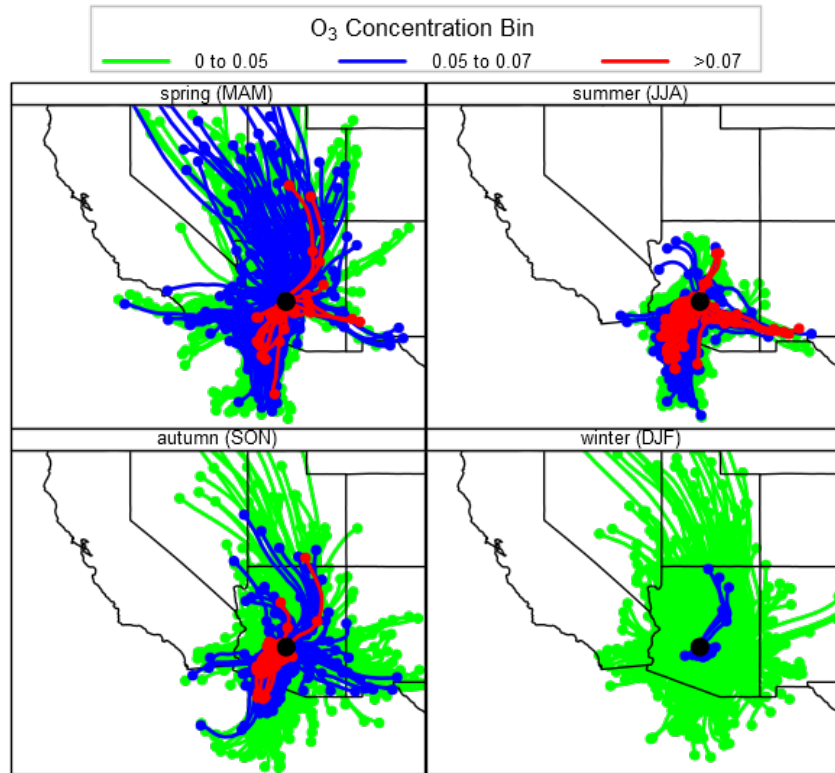 O₃ Concentration Bin
0 to 0.05 0.05 to 0.07 >0.07
spring (MAM) summer (JJA)
autumn (SON) winter (DJF)